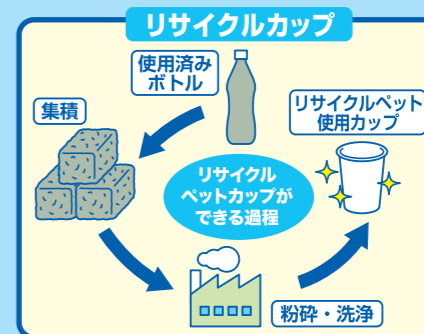 リサイクルカップ
使用済み
ボトル
集積
リサイクルペット
使用カップ
リサイクル
ペットカップが
できる過程
粉砕・洗浄